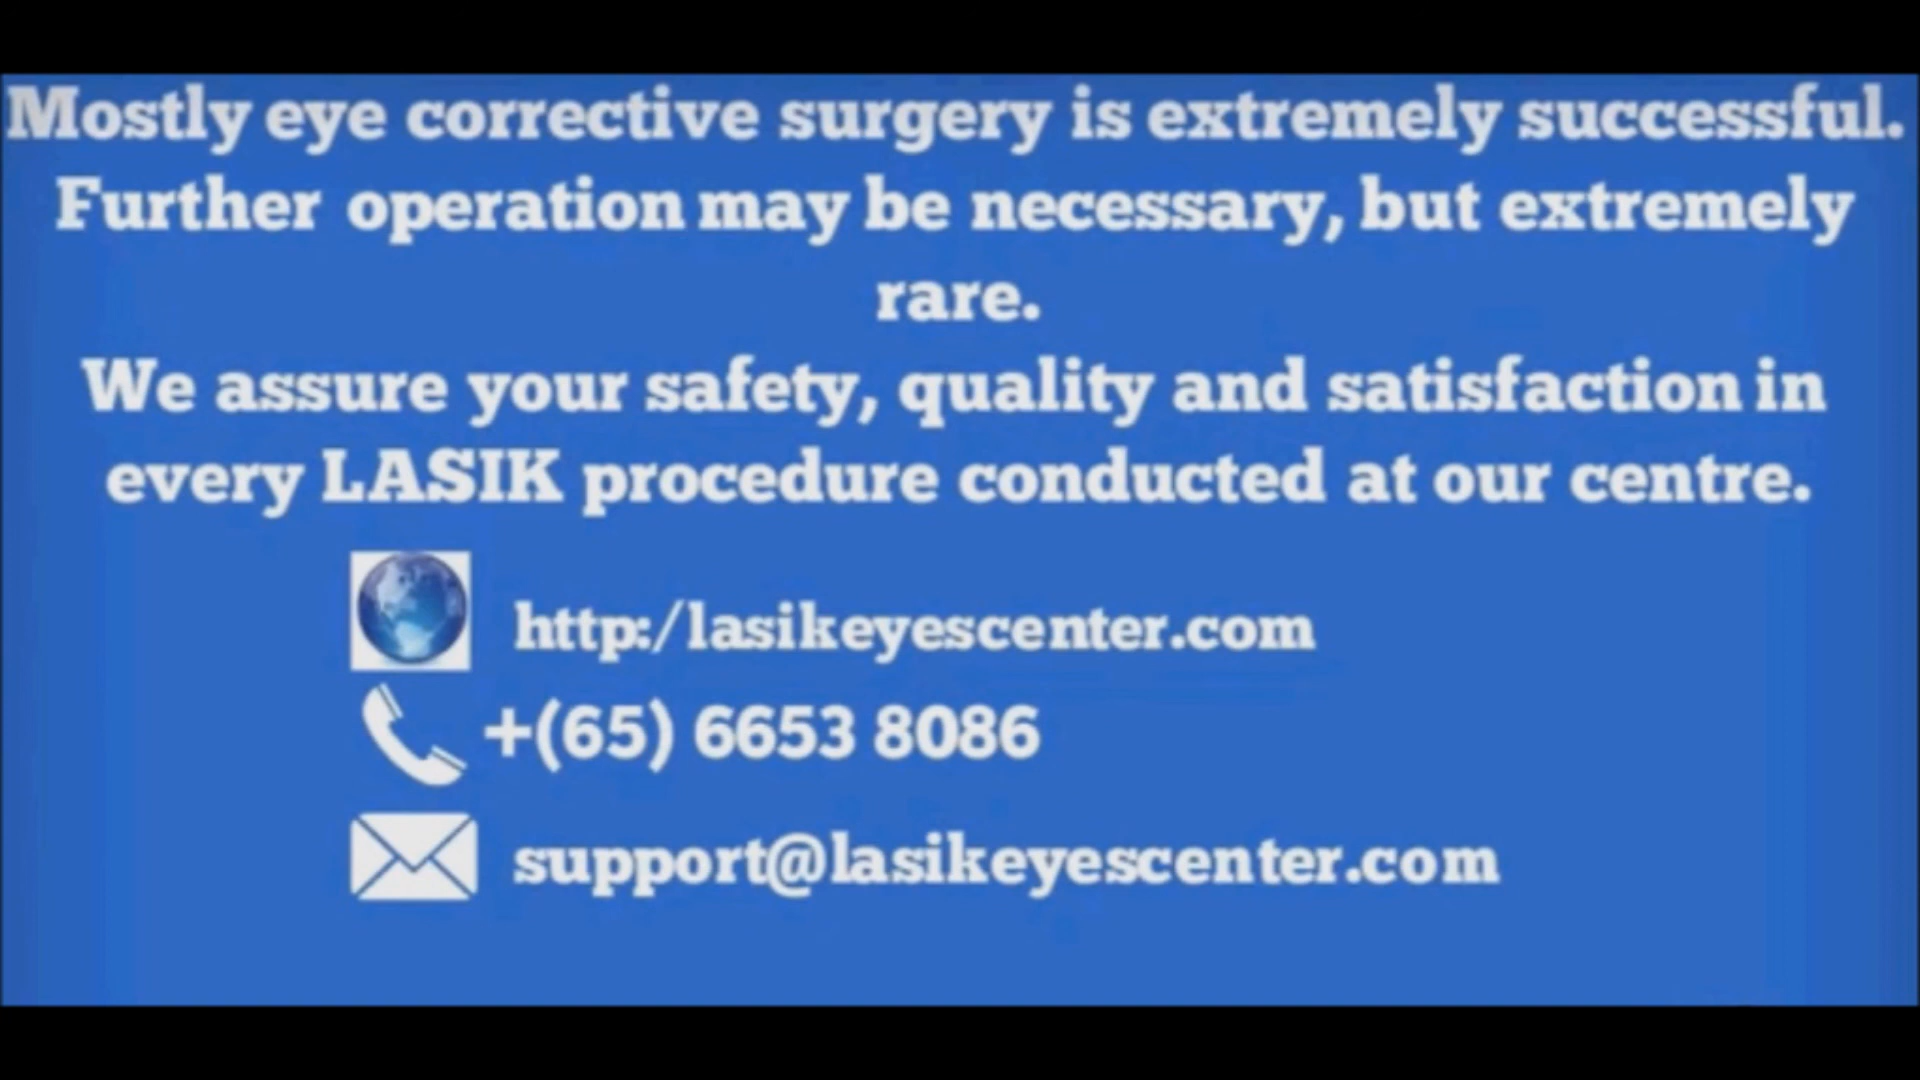 Mostly eye corrective surgery is extremely successful.
Further operation may be necessary, but extremely
rare.
We assure your safety, quality and satisfaction in
every LASIK procedure conducted at our centre.
http:/lasikeyescenter.com
+(65) 6653 8086
support@lasikeyescenter.com